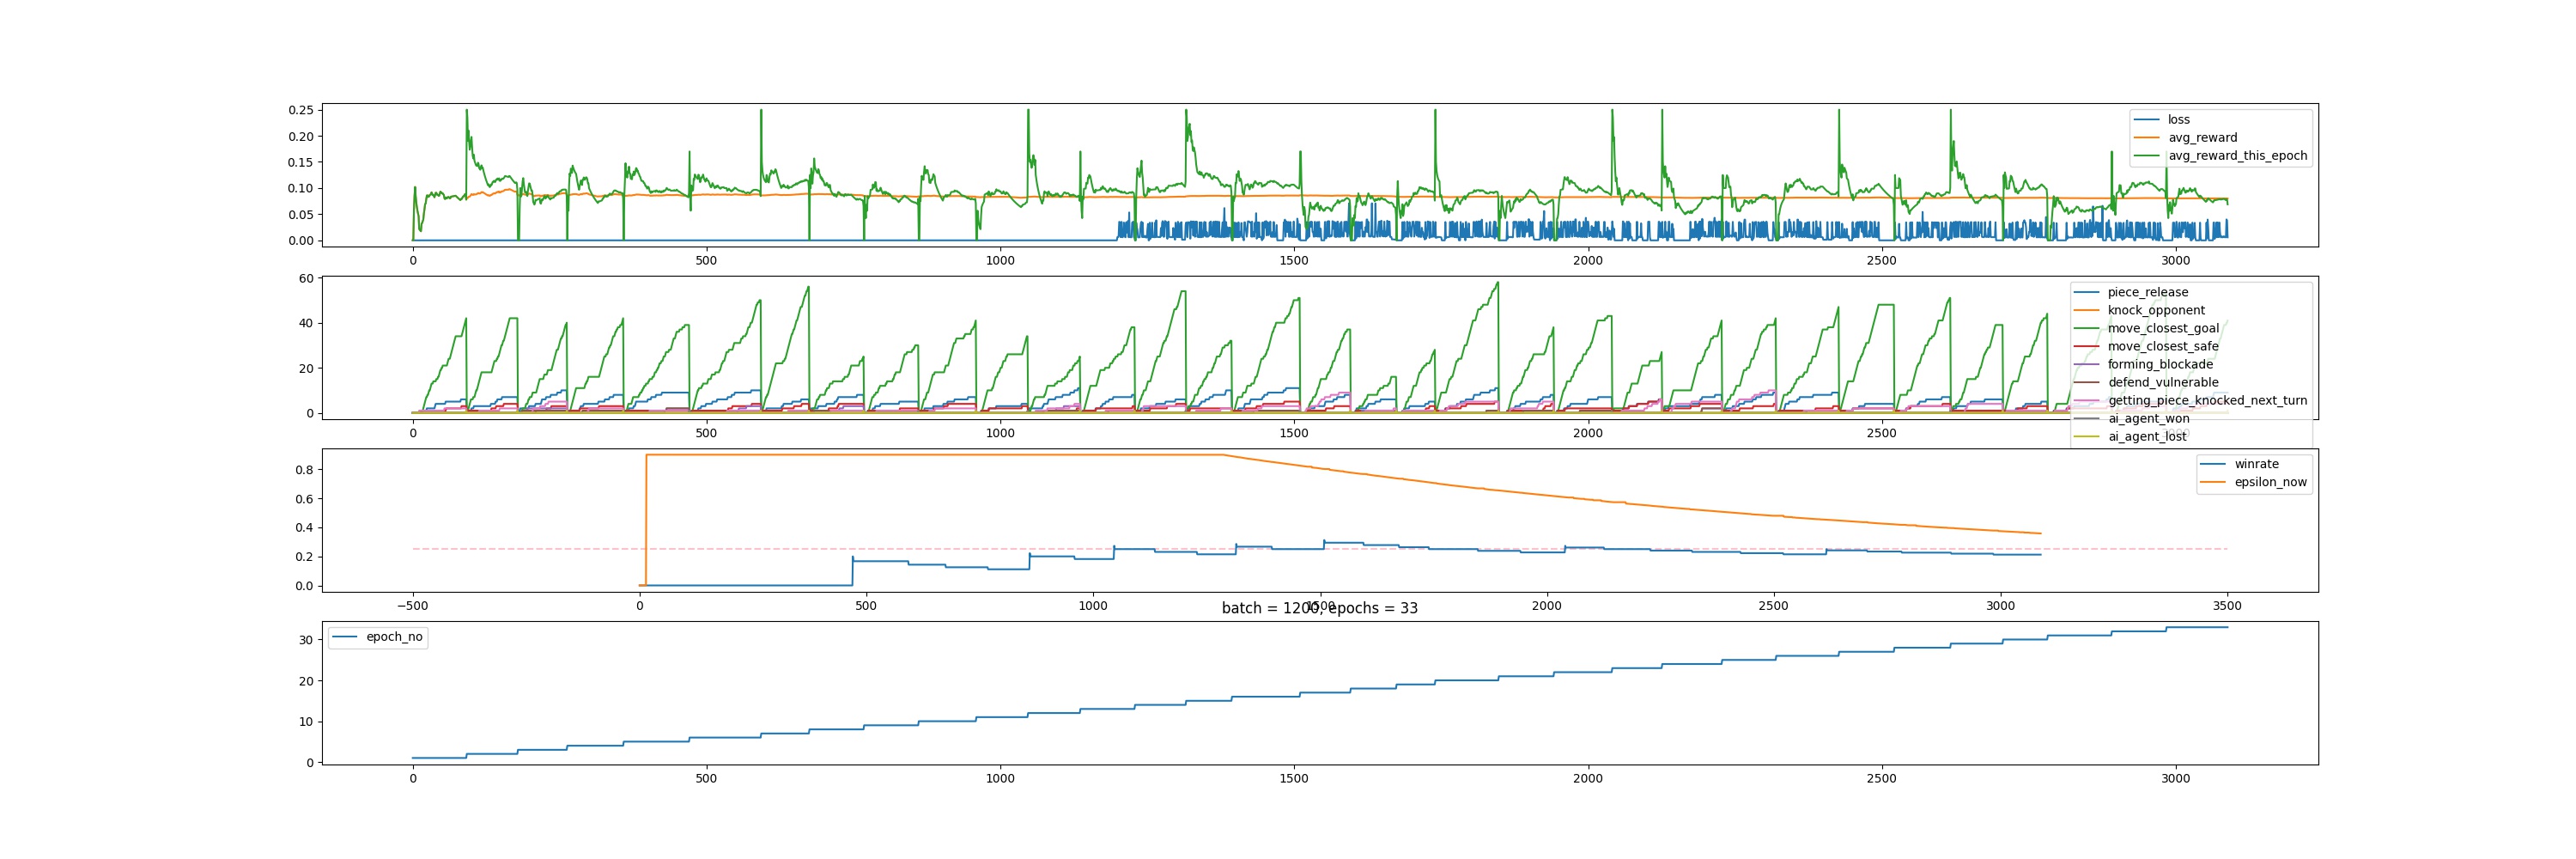 0.25
0.20
0.15
0.10
0.05
0.00
loss
avg_reward
avg_reward_this_epoch
0 500 1000 1500 2000 2500 3000
60
40
20
0
piece_release
knock_opponent
move_closest_goal
move_closest_safe
forming_blockade
defend_vulnerable
getting_piece_knocked_next_turn
ai_agent_won
ai_agent_lost
0 500 1000 1500 2000 2500 3000
0.8
0.6
0.4
0.2
0.0
winrate
epsilon_now
−500 0 500 1000 1500 2000 2500 3000 3500
batch = 1200, epochs = 33
30
20
10
0
epoch_no
0 500 1000 1500 2000 2500 3000